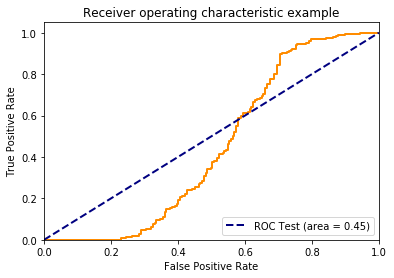 Receiver operating characteristic example
True Positive Rate
1.0
0.8
0.6
0.4
0.2
0.0
ROC Test (area = 0.45)
0.0 0.2 0.4 0.6 0.8 1.0
False Positive Rate